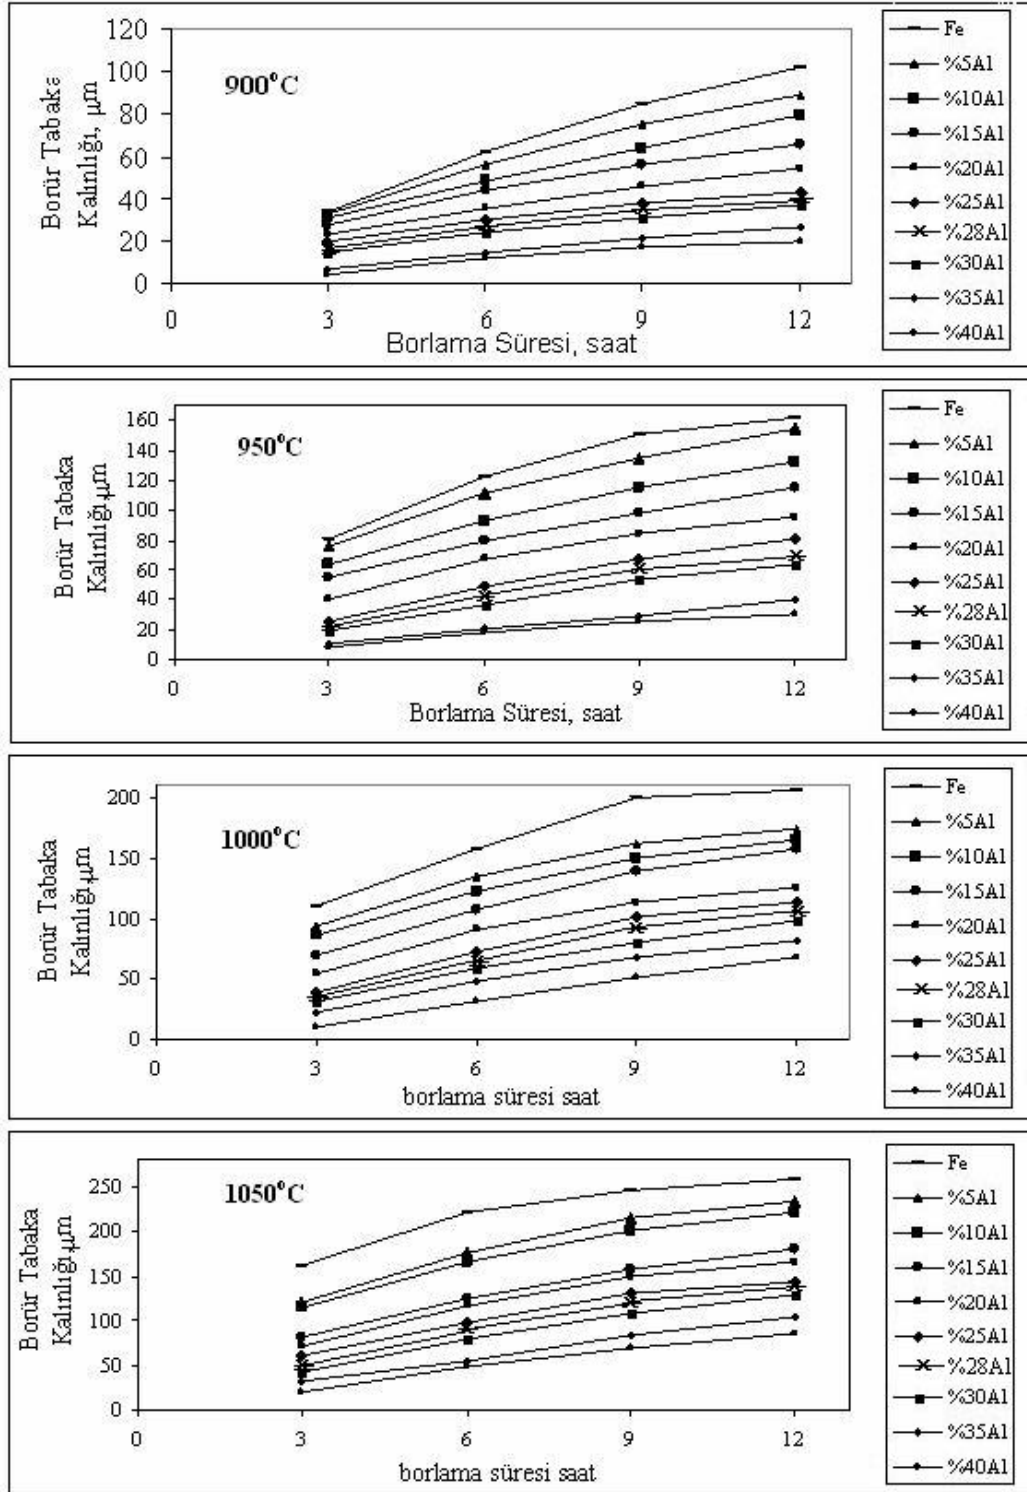 120
100
80
60
40
20
0
Borür Tabaka
Kalınlığı, µm
900°C
0 3 6 9 12
Borlama Süresi, saat
Fe
%5Al
%10Al
%15Al
%20Al
%25Al
%28Al
%30Al
%35Al
%40Al
160
140
120
100
80
60
40
20
0
Borür Tabaka
Kalınlığı,µm
950°C
0 3 6 9 12
Borlama Süresi, saat
Fe
%5Al
%10Al
%15Al
%20Al
%25Al
%28Al
%30Al
%35Al
%40Al
200
150
100
50
0
Borür Tabaka
Kalınlığı,µm
1000°C
0 3 6 9 12
borlama süresi saat
Fe
%5Al
%10Al
%15Al
%20Al
%25Al
%28Al
%30Al
%35Al
%40Al
250
200
150
100
50
0
Borür Tabaka
Kalınlığı,µm
1050°C
0 3 6 9 12
borlama süresi saat
Fe
%5Al
%10Al
%15Al
%20Al
%25Al
%28Al
%30Al
%35Al
%40Al